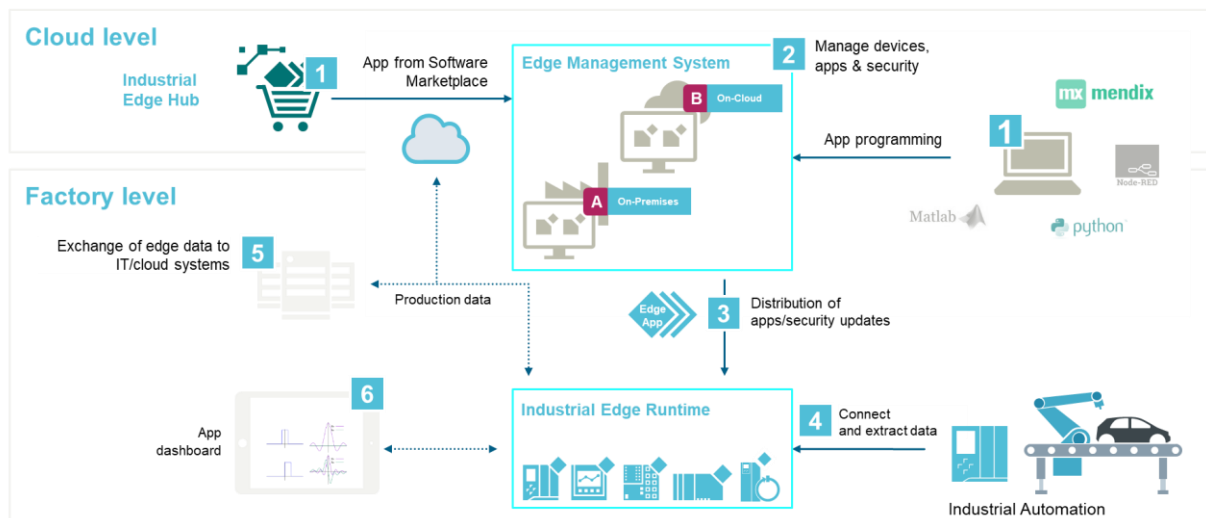 Cloud level
Industrial
Edge Hub
1
App from Software
Marketplace
Edge Management System
B On-Cloud
A On-Premises
2
Manage devices,
apps & security
mx mendix
App programming
1
Node-RED
Matlab
python
Factory level
Exchange of edge data to
IT/cloud systems
5
Production data
Edge
App
3
Distribution of
apps/security updates
App
dashboard
6
Industrial Edge Runtime
4
Connect
and extract data
Industrial Automation